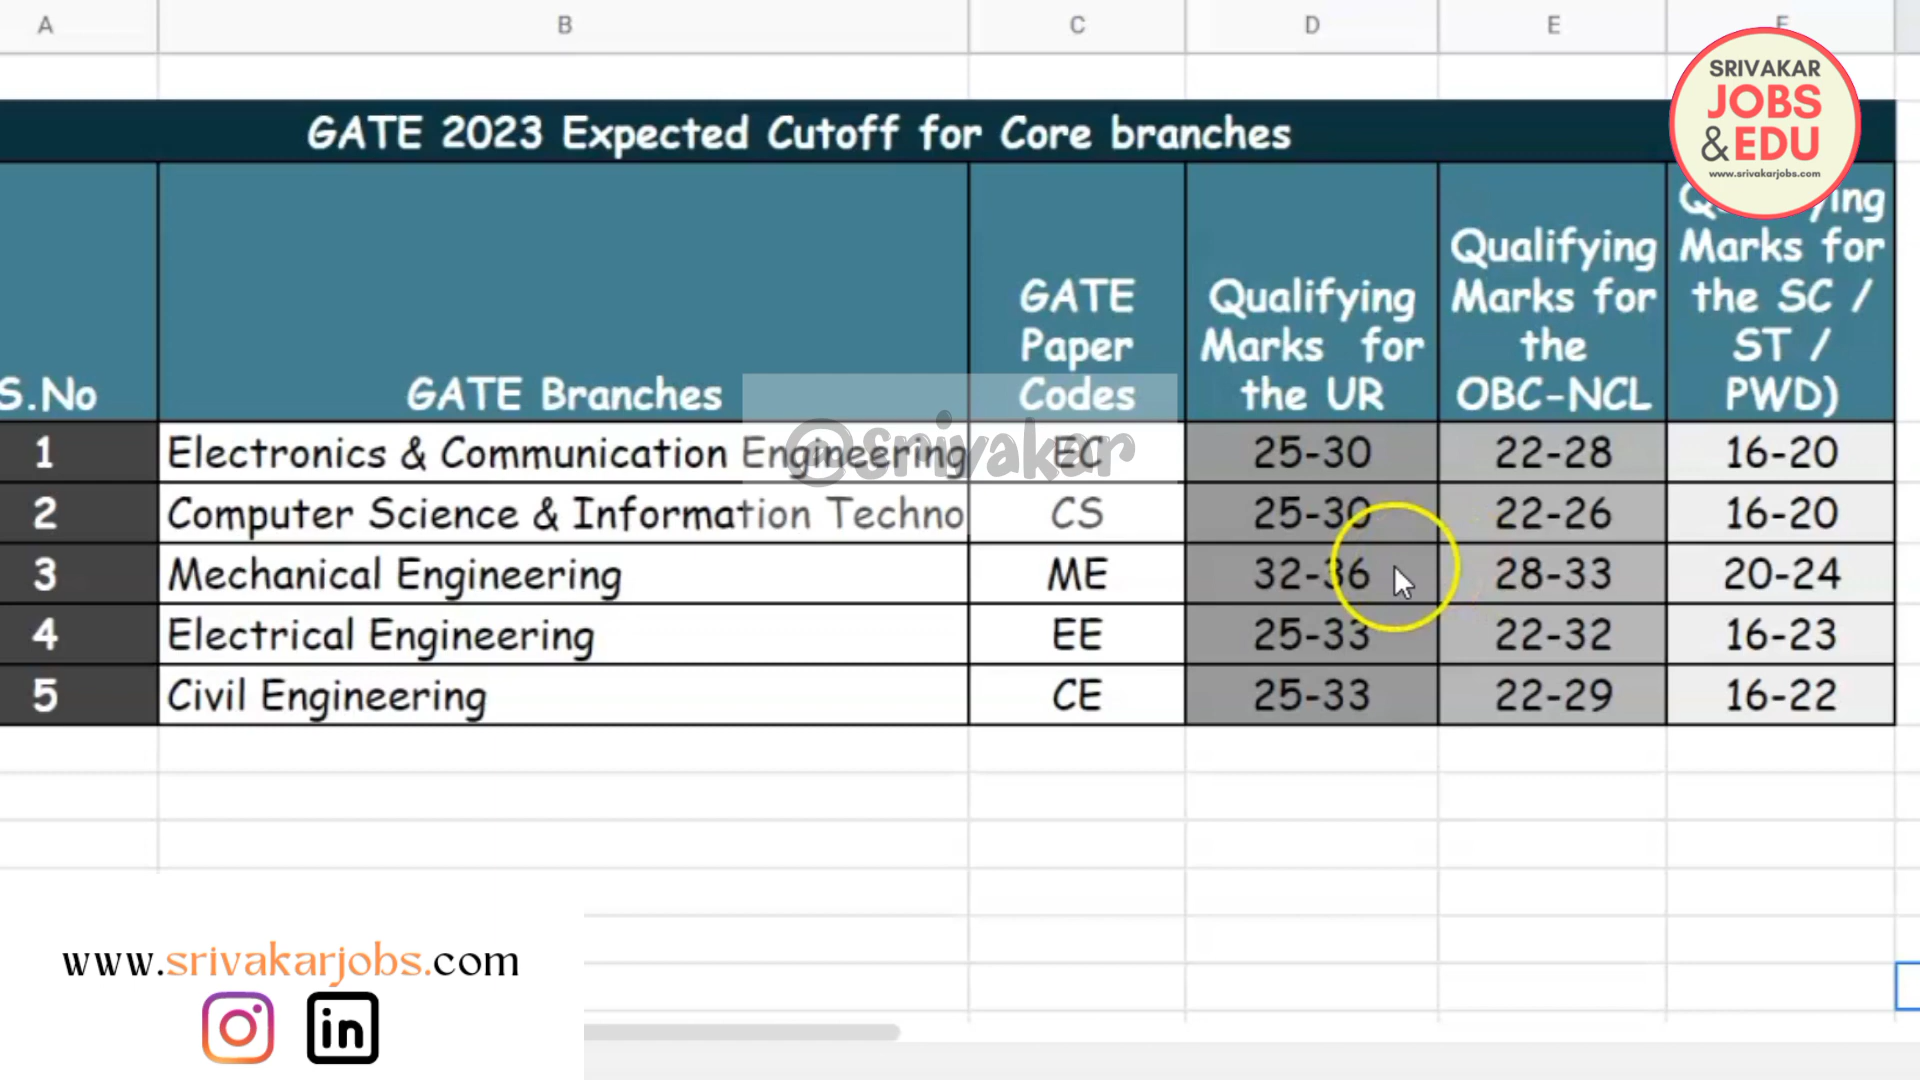 A B C D E F
SRIVAKAR
JOBS
&EDU
www.srivakarjobs.com
GATE 2023 Expected Cutoff for Core branches
S.No GATE Branches GATE Paper Codes Qualifying Marks for the UR Qualifying Marks for the OBC-NCL Marks for the SC / ST / PWD)
1 Electronics & Communication Engineering EC 25-30 22-28 16-20
2 Computer Science & Information Techno CS 25-30 22-26 16-20
3 Mechanical Engineering ME 32-36 28-33 20-24
4 Electrical Engineering EE 25-33 22-32 16-23
5 Civil Engineering CE 25-33 22-29 16-22
@srivakar
www.srivakarjobs.com
in